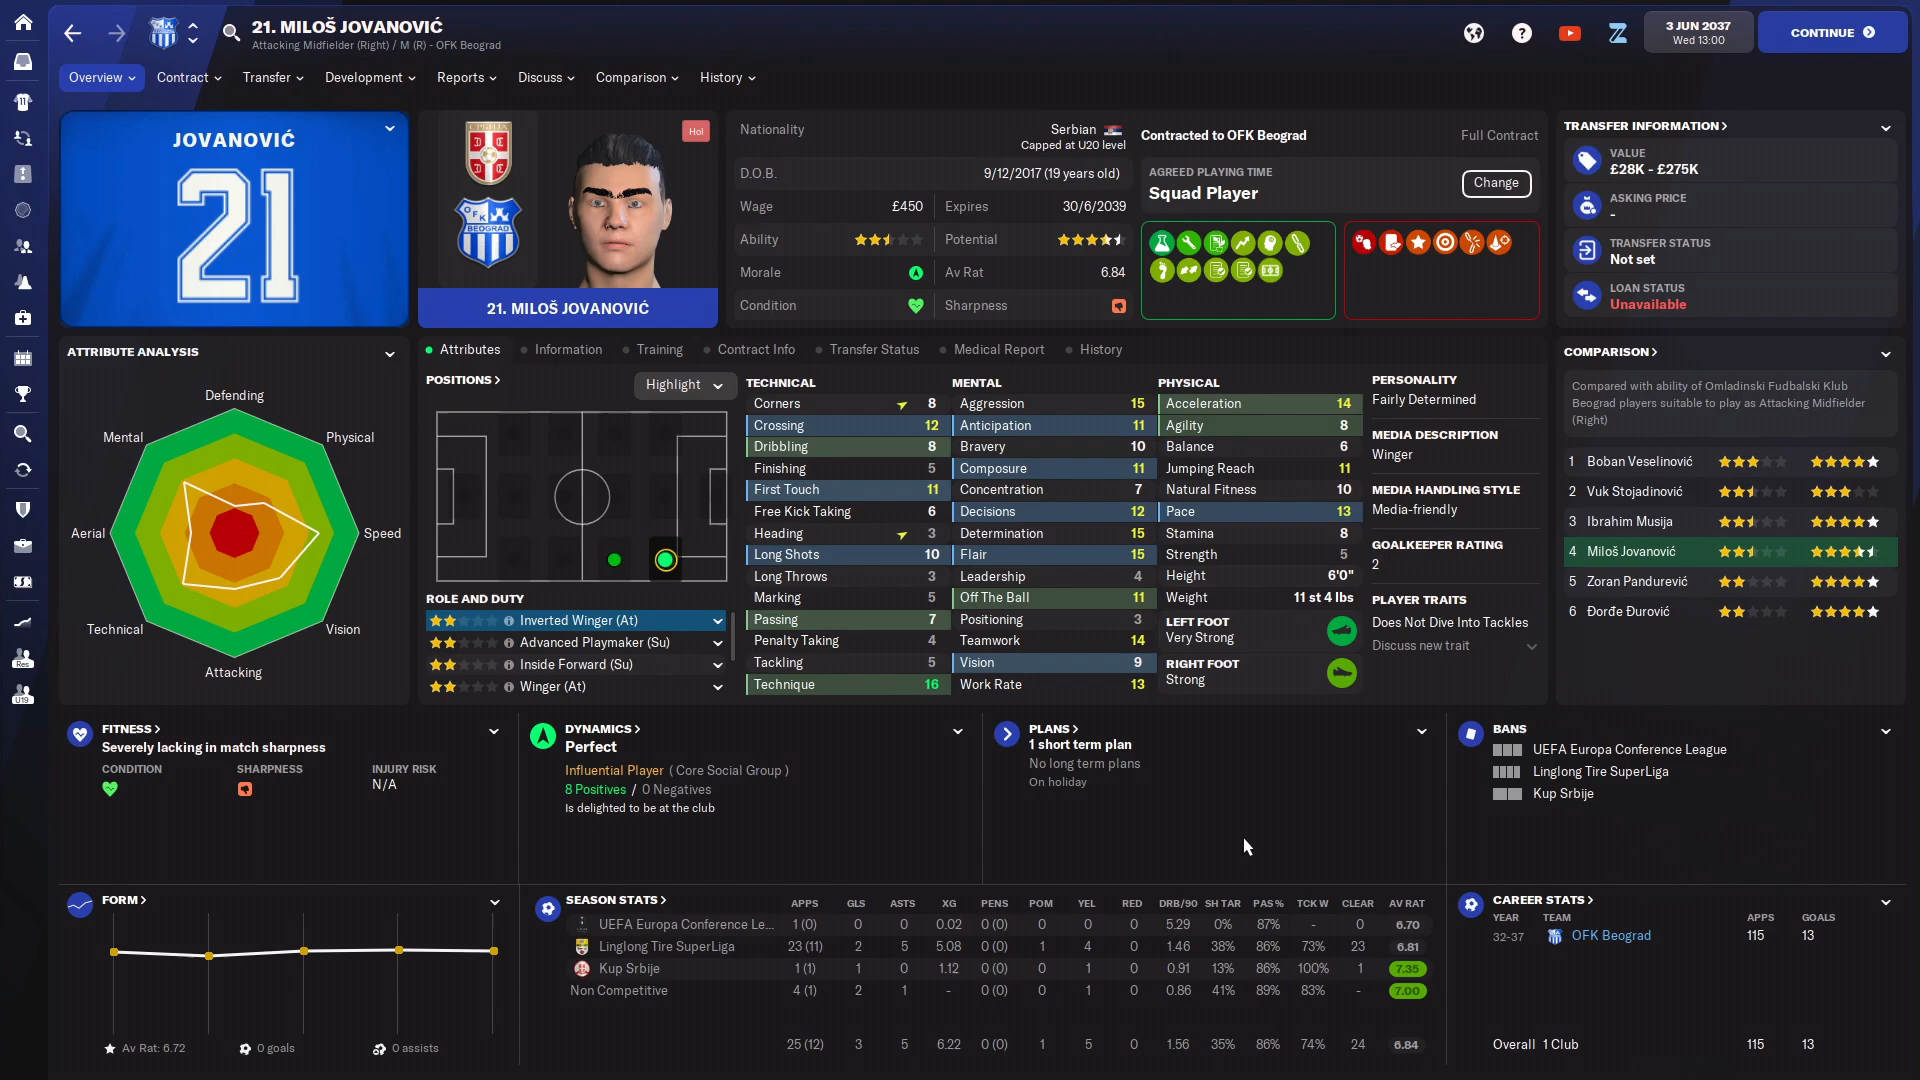 21. MILOŠ JOVANOVIĆ
Attacking Midfielder (Right) / M (R) - OFK Beograd
3 JUN 2037
Wed 13:00
CONTINUE
Overview
Contract
Transfer
Development
Reports
Discuss
Comparison
History
JOVANOVIĆ
21
Hol
21. MILOŠ JOVANOVIĆ
Nationality
Serbian
Capped at U20 level
D.O.B.
9/12/2017 (19 years old)
Wage £450
Expires 30/6/2039
Ability
Potential
Morale
Av Rat 6.84
Condition
Sharpness
Contracted to OFK Beograd
Full Contract
AGREED PLAYING TIME
Squad Player
Change
TRANSFER INFORMATION >
VALUE
£28K - £275K
ASKING PRICE
-
TRANSFER STATUS
Not set
LOAN STATUS
Unavailable
ATTRIBUTE ANALYSIS
Defending
Physical
Speed
Vision
Attacking
Technical
Aerial
Mental
Attributes
Information
Training
Contract Info
Transfer Status
Medical Report
History
POSITIONS >
Highlight
ROLE AND DUTY
Inverted Winger (At)
Advanced Playmaker (Su)
Inside Forward (Su)
Winger (At)
TECHNICAL
Corners 8
Crossing 12
Dribbling 8
Finishing 5
First Touch 11
Free Kick Taking 6
Heading 3
Long Shots 10
Long Throws 3
Marking 5
Passing 7
Penalty Taking 4
Tackling 5
Technique 16
MENTAL
Aggression 15
Anticipation 11
Bravery 10
Composure 11
Concentration 7
Decisions 12
Determination 15
Flair 15
Leadership 4
Off The Ball 11
Positioning 3
Teamwork 14
Vision 9
Work Rate 13
PHYSICAL
Acceleration 14
Agility 8
Balance 6
Jumping Reach 11
Natural Fitness 10
Pace 13
Stamina 8
Strength 5
Height 6'0"
Weight 11 st 4 lbs
LEFT FOOT
Very Strong
RIGHT FOOT
Strong
PERSONALITY
Fairly Determined
MEDIA DESCRIPTION
Winger
MEDIA HANDLING STYLE
Media-friendly
GOALKEEPER RATING
2
PLAYER TRAITS
Does Not Dive Into Tackles
Discuss new trait
COMPARISON >
Compared with ability of Omladinski Fudbalski Klub
Beograd players suitable to play as Attacking Midfielder
(Right)
1 Boban Veselinović
2 Vuk Stojadinović
3 Ibrahim Musija
4 Miloš Jovanović
5 Zoran Pandurević
6 Đorđe Đurović
FITNESS >
Severely lacking in match sharpness
CONDITION
SHARPNESS
INJURY RISK
N/A
DYNAMICS >
Perfect
Influential Player ( Core Social Group )
8 Positives / 0 Negatives
Is delighted to be at the club
PLANS >
1 short term plan
No long term plans
On holiday
BANS
UEFA Europa Conference League
Linglong Tire SuperLiga
Kup Srbije
FORM >
Av Rat: 6.72
0 goals
0 assists
SEASON STATS > APPS GLS ASTS XG PENS POM YEL RED DRB/90 SH TAR PAS % TCK W CLEAR AV RAT
UEFA Europa Conference Le... 1 (0) 0 0 0.02 0 (0) 0 0 0 5.29 0% 87% - 0 6.70
Linglong Tire SuperLiga 23 (11) 2 5 5.08 0 (0) 1 4 0 1.46 38% 86% 73% 23 6.81
Kup Srbije 1 (1) 1 0 1.12 0 (0) 0 1 0 0.91 13% 86% 100% 1 7.35
Non Competitive 4 (1) 2 1 - 0 (0) 0 1 0 0.86 41% 89% 83% - 7.00
25 (12) 3 5 6.22 0 (0) 1 5 0 1.56 35% 86% 74% 24 6.84
CAREER STATS >
YEAR TEAM APPS GOALS
32-37 OFK Beograd 115 13
Overall 1 Club 115 13